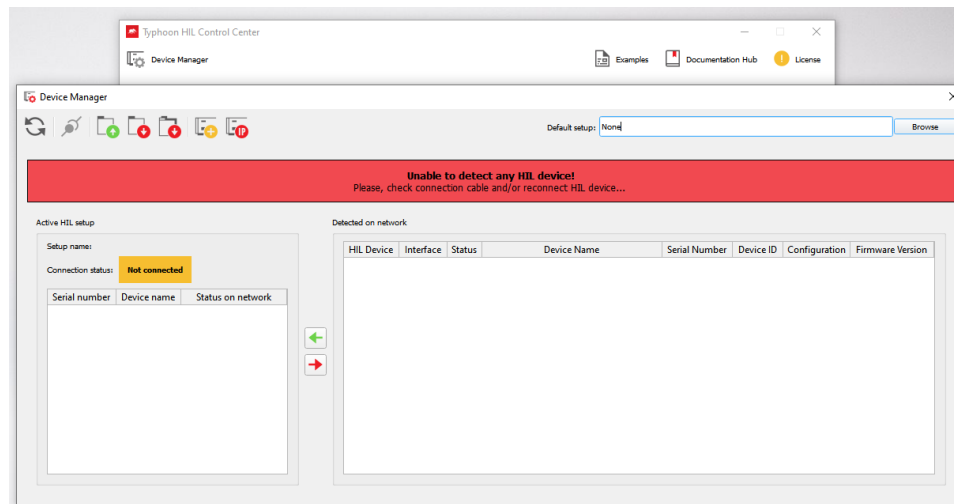 Typhoon HIL Control Center
Device Manager
Examples
Documentation Hub
License
Device Manager
IP
Default setup:
None
Browse
Unable to detect any HIL device!
Please, check connection cable and/or reconnect HIL device...
Active HIL setup
Detected on network
Setup name:
Connection status:
Not connected
Serial number
Device name
Status on network
HIL Device
Interface
Status
Device Name
Serial Number
Device ID
Configuration
Firmware Version